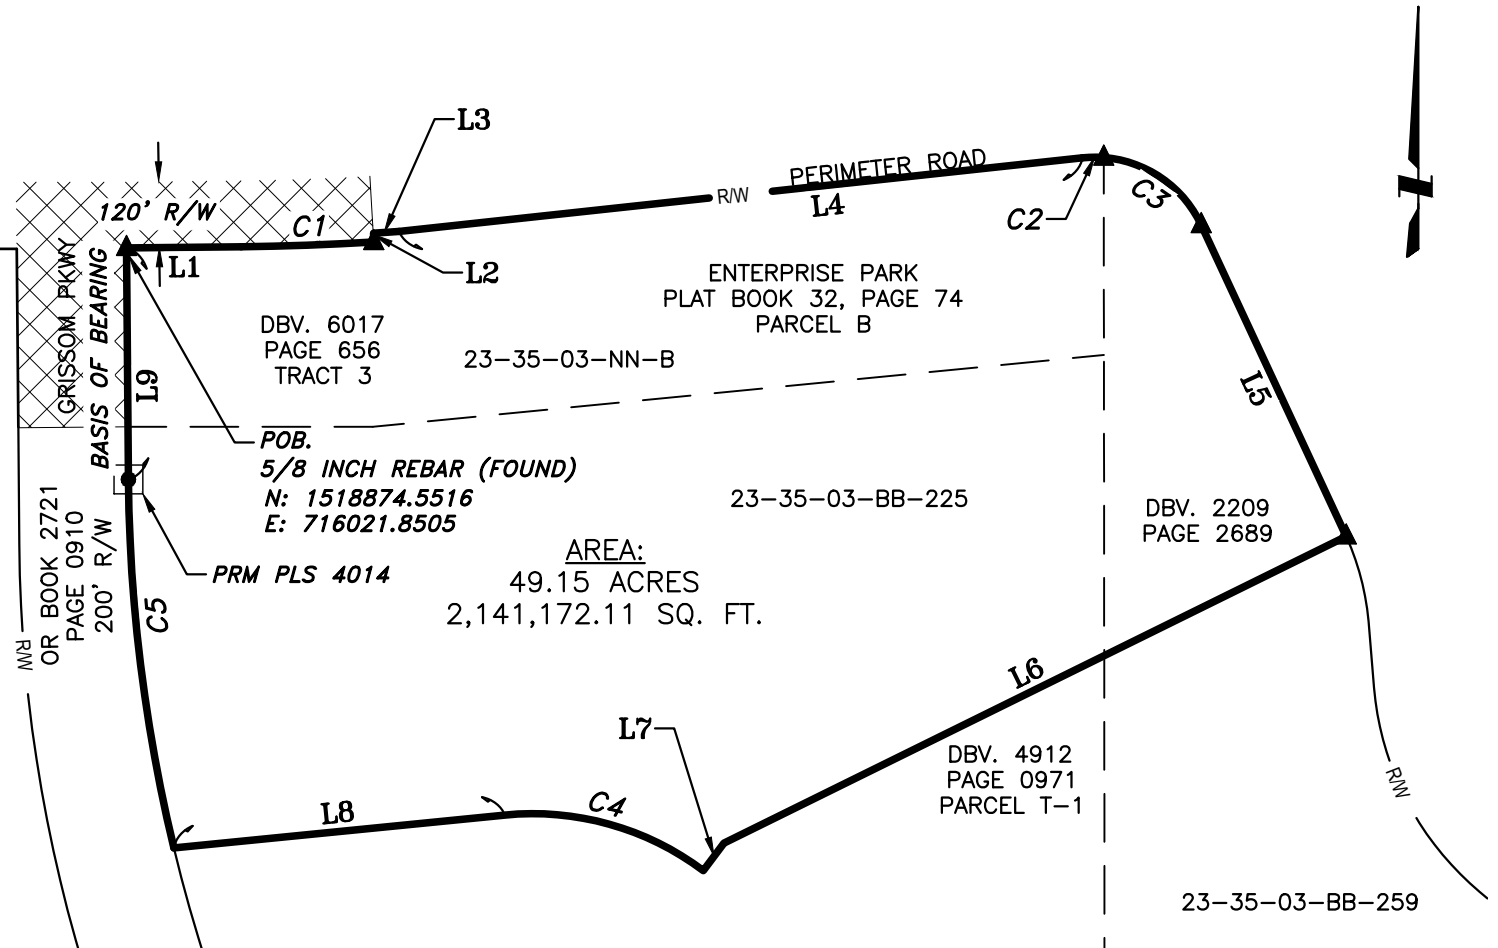 L3
PERIMETER ROAD
R/W
L4
120' R/W
C1
C2
C3
L1
L2
GRISSOM PKWY
BASIS OF BEARING
L9
ENTERPRISE PARK
PLAT BOOK 32, PAGE 74
PARCEL B
DBV. 6017
PAGE 656
TRACT 3
23-35-03-NN-B
L5
POB.
5/8 INCH REBAR (FOUND)
N: 1518874.5516
E: 716021.8505
23-35-03-BB-225
DBV. 2209
PAGE 2689
OR BOOK 2721
PAGE 0910
200' R/W
R/W
PRM PLS 4014
C5
AREA:
49.15 ACRES
2,141,172.11 SQ. FT.
L6
L7
DBV. 4912
PAGE 0971
PARCEL T-1
R/W
L8
C4
23-35-03-BB-259